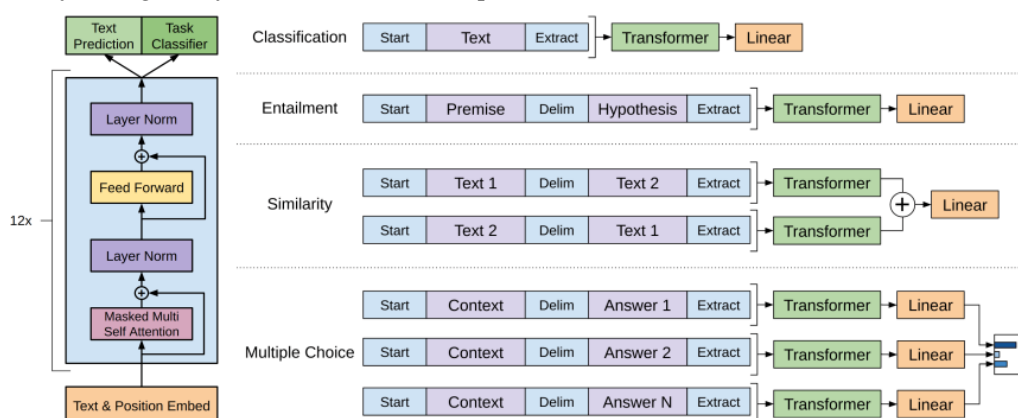 Text Prediction
Task Classifier
12x
Layer Norm
Feed Forward
Layer Norm
Masked Multi Self Attention
Text & Position Embed
Classification
Start Text Extract Transformer Linear
Entailment
Start Premise Delim Hypothesis Extract Transformer Linear
Similarity
Start Text 1 Delim Text 2 Extract Transformer
Linear
Start Text 2 Delim Text 1 Extract Transformer
Multiple Choice
Start Context Delim Answer 1 Extract Transformer Linear
Start Context Delim Answer 2 Extract Transformer Linear
Start Context Delim Answer N Extract Transformer Linear